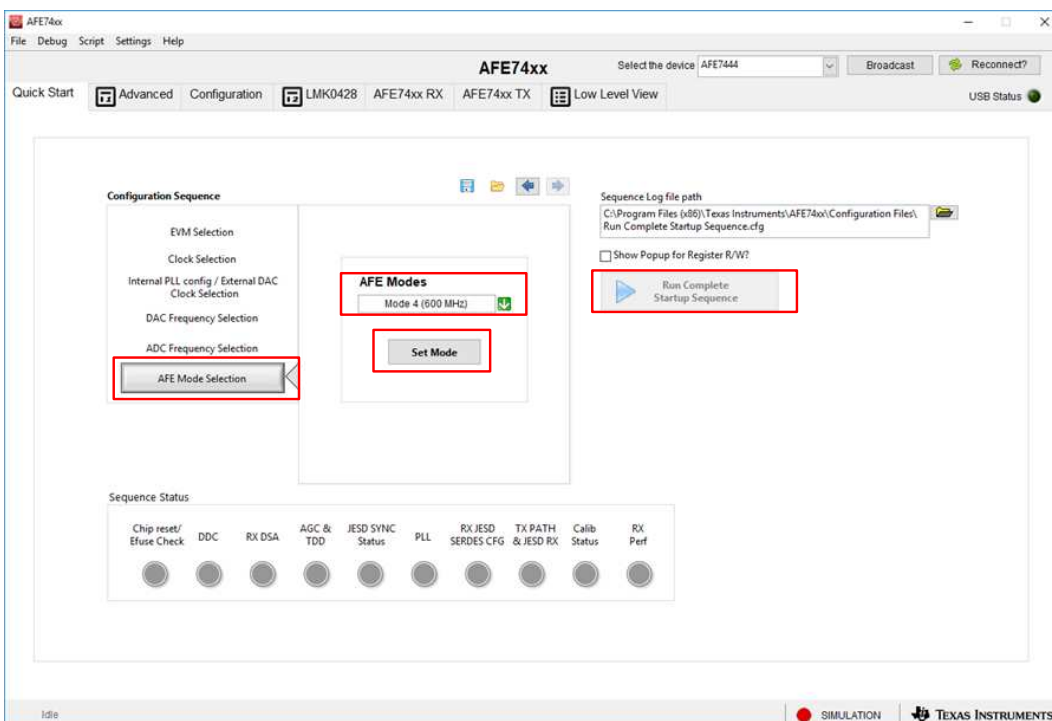 AFE74xx
File Debug Script Settings Help
AFE74xx
Select the device AFE7444
Broadcast
Reconnect?
Quick Start
Advanced
Configuration
LMK0428
AFE74xx RX
AFE74xx TX
Low Level View
USB Status
Configuration Sequence
EVM Selection
Clock Selection
Internal PLL config / External DAC
Clock Selection
DAC Frequency Selection
ADC Frequency Selection
AFE Mode Selection
AFE Modes
Mode 4 (600 MHz)
Set Mode
Sequence Log file path
C:\Program Files (x86)\Texas Instruments\AFE74xx\Configuration Files\
Run Complete Startup Sequence.cfg
Show Popup for Register R/W?
Run Complete
Startup Sequence
Sequence Status
Chip reset/
Efuse Check
DDC
RX DSA
AGC &
TDD
JESD SYNC
Status
PLL
RX JESD
SERDES CFG
TX PATH
& JESD RX
Calib
Status
RX
Perf
Idle
SIMULATION
TEXAS INSTRUMENTS